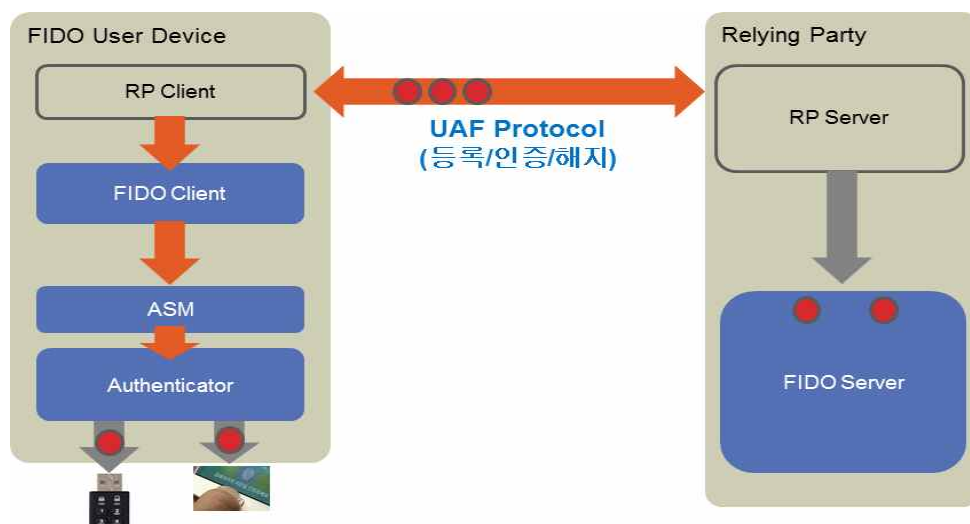 FIDO User Device
RP Client
FIDO Client
ASM
Authenticator
UAF Protocol
(등록/인증/해지)
Relying Party
RP Server
FIDO Server